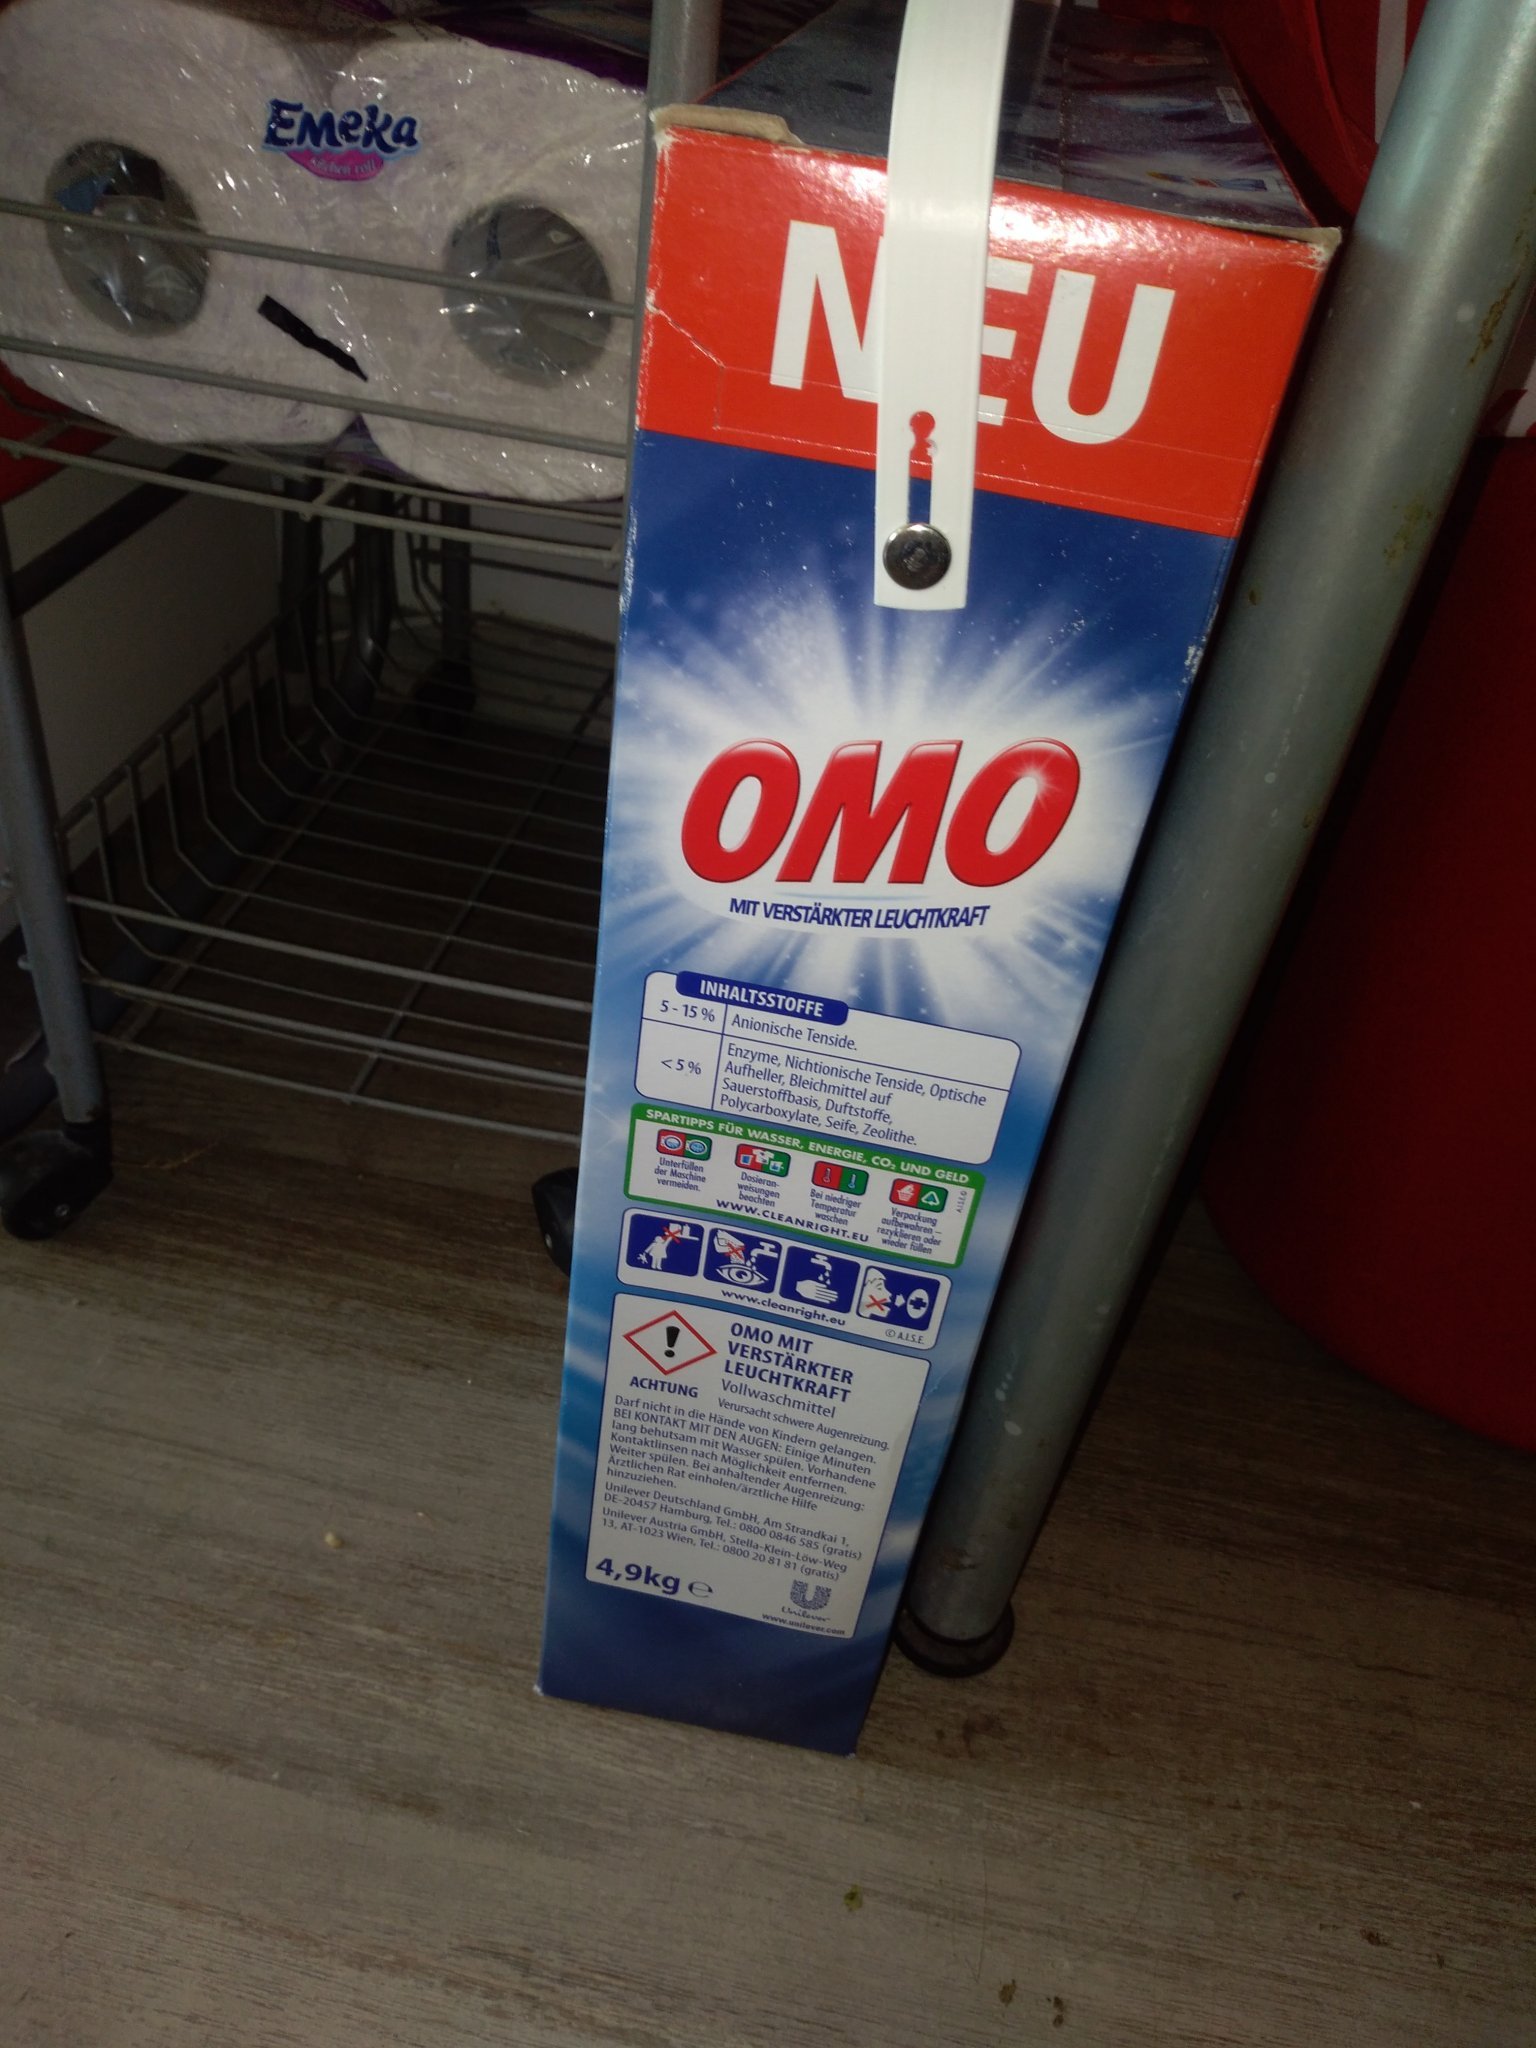 Emeka
kitchen roll
NEU
OMO
MIT VERSTÄRKTER LEUCHTKRAFT
INHALTSSTOFFE
5 - 15 % Anionische Tenside.
< 5 % Enzyme, Nichtionische Tenside, Optische
Aufheller, Bleichmittel auf
Sauerstoffbasis, Duftstoffe,
Polycarboxylate, Seife, Zeolithe.
SPARTIPPS FÜR WASSER, ENERGIE, CO₂ UND GELD
Unterfüllen
der Maschine
vermeiden.
Dosieran-
weisungen
beachten
Bei niedriger
Temperatur
waschen
Verpackung
aufbewahren –
rezyklieren oder
wieder füllen
A.I.S.E.©
WWW.CLEANRIGHT.EU
www.cleanright.eu
© A.I.S.E.
ACHTUNG
OMO MIT
VERSTÄRKTER
LEUCHTKRAFT
Vollwaschmittel
Verursacht schwere Augenreizung.
Darf nicht in die Hände von Kindern gelangen.
BEI KONTAKT MIT DEN AUGEN: Einige Minuten
lang behutsam mit Wasser spülen. Vorhandene
Kontaktlinsen nach Möglichkeit entfernen.
Weiter spülen. Bei anhaltender Augenreizung:
Ärztlichen Rat einholen/ärztliche Hilfe
hinzuziehen.
Unilever Deutschland GmbH, Am Strandkai 1,
DE-20457 Hamburg, Tel.: 0800 0846 585 (gratis)
Unilever Austria GmbH, Stella-Klein-Löw-Weg
13, AT-1023 Wien, Tel.: 0800 20 81 81 (gratis)
4,9kg ℮
Unilever
www.unilever.com